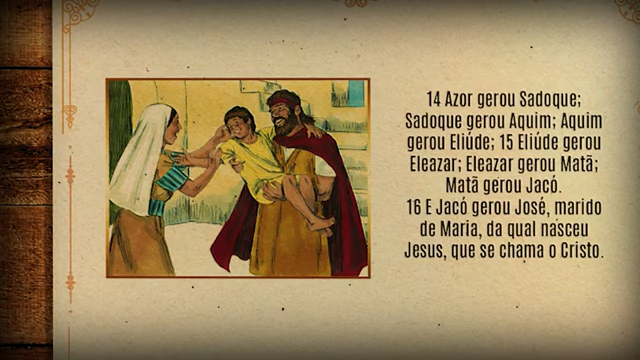 14 Azor gerou Sadoque;
Sadoque gerou Aquim; Aquim
gerou Eliúde; 15 Eliúde gerou
Eleazar; Eleazar gerou Matã;
Matã gerou Jacó.
16 E Jacó gerou José, marido
de Maria, da qual nasceu
Jesus, que se chama o Cristo.